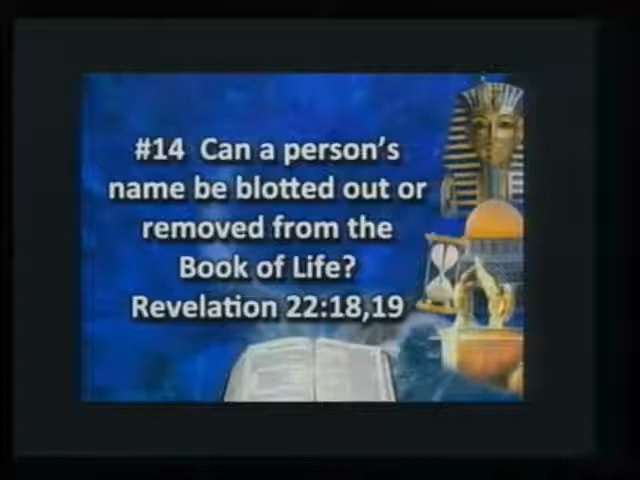 #14 Can a person's
name be blotted out or
removed from the
Book of Life?
Revelation 22:18,19